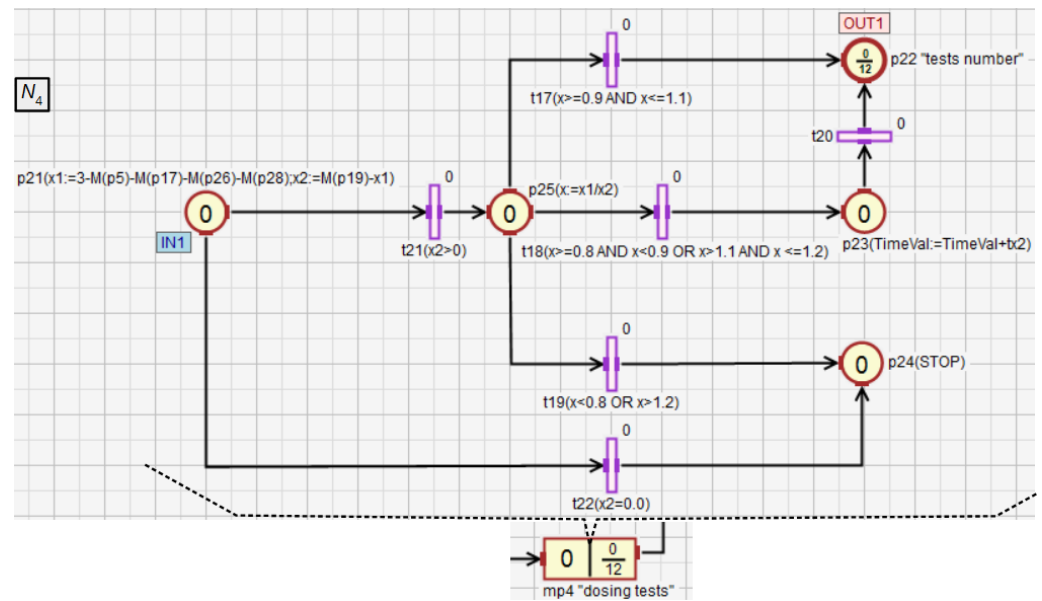 OUT1
0
0
12
p22 "tests number"
N4
t17(x>=0.9 AND x<=1.1)
t20
0
p21(x1:=3-M(p5)-M(p17)-M(p26)-M(p28);x2:=M(p19)-x1)
0
p25(x:=x1/x2)
0
0
0
0
IN1
t21(x2>0)
t18(x>=0.8 AND x<0.9 OR x>1.1 AND x <=1.2)
p23(TimeVal:=TimeVal+tx2)
0
0
p24(STOP)
t19(x<0.8 OR x>1.2)
0
t22(x2=0.0)
0
0
12
mp4 "dosing tests"